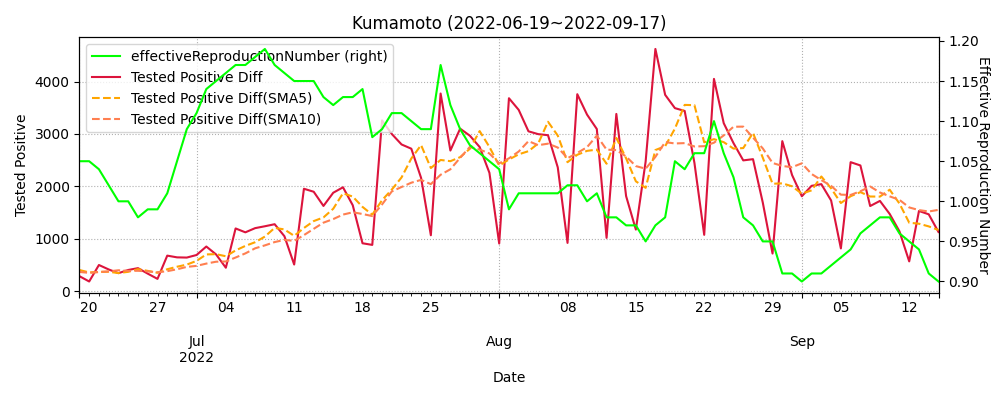 Kumamoto (2022-06-19~2022-09-17)
effectiveReproductionNumber (right)
Tested Positive Diff
Tested Positive Diff(SMA5)
Tested Positive Diff(SMA10)
Tested Positive
4000
3000
2000
1000
0
1.20
1.15
1.10
1.05
1.00
0.95
0.90
Effective Reproduction Number
20 27 04 11 18 25 08 15 22 29 05 12
Jul Aug Sep
2022
Date